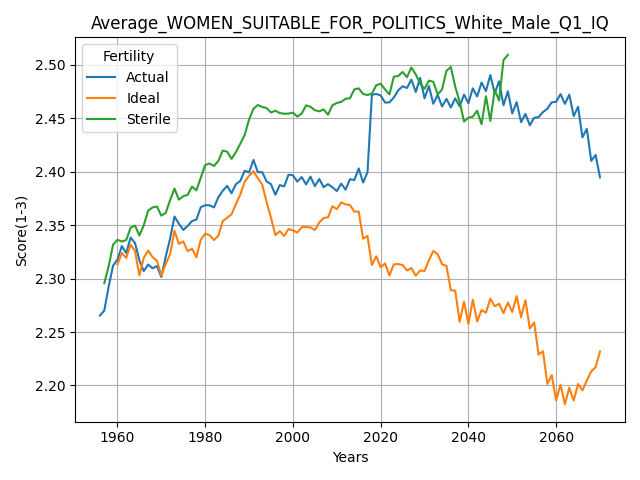 Average_WOMEN_SUITABLE_FOR_POLITICS_White_Male_Q1_IQ
Fertility
Actual
Ideal
Sterile
Score(1-3)
2.50
2.45
2.40
2.35
2.30
2.25
2.20
1960 1980 2000 2020 2040 2060
Years